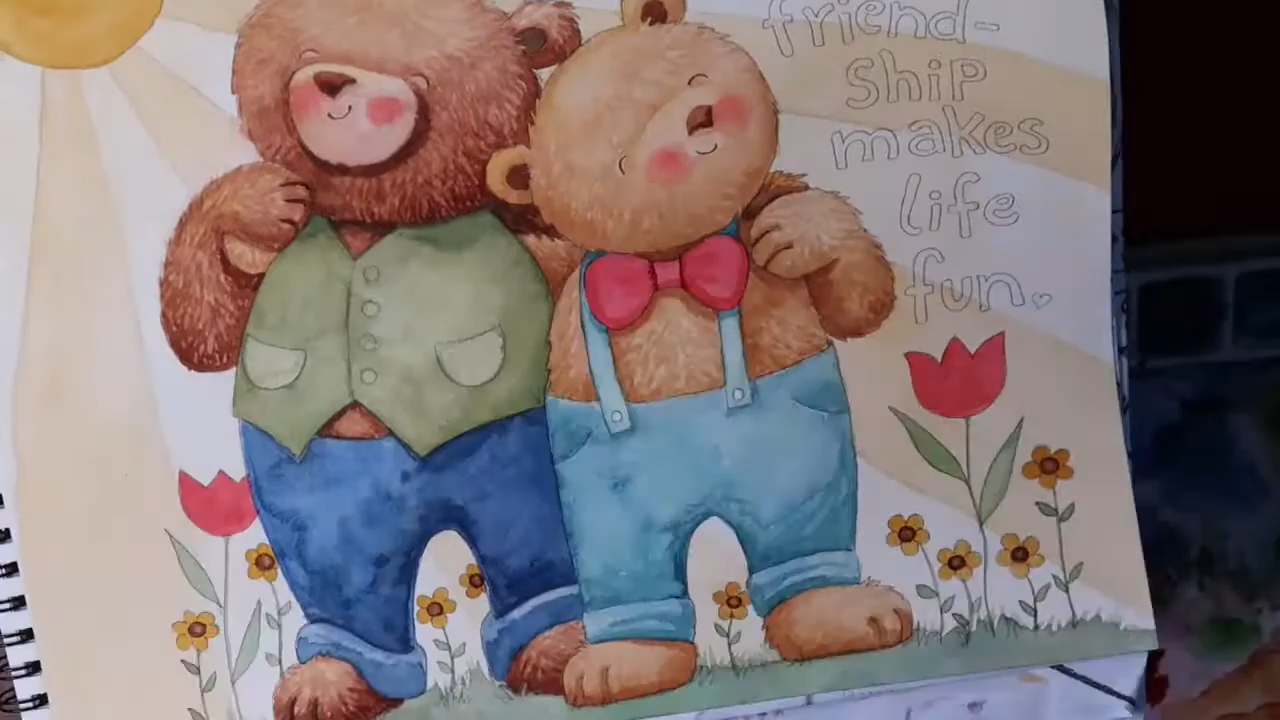 friend-
ship
makes
life
fun.